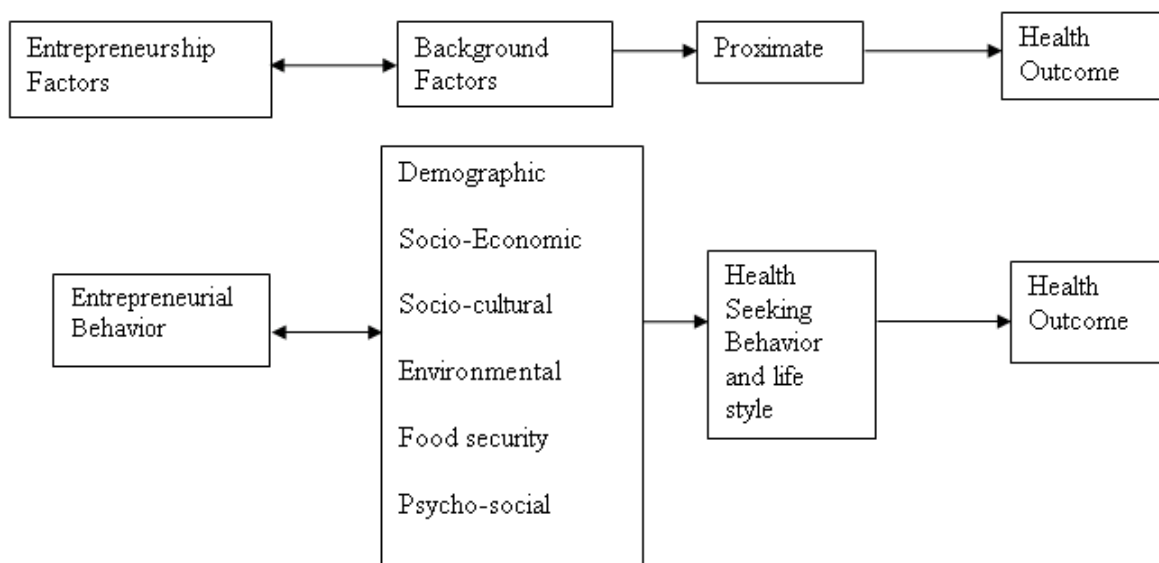 Entrepreneurship
Factors
Background
Factors
Proximate
Health
Outcome
Demographic
Socio-Economic
Socio-cultural
Environmental
Food security
Psycho-social
Entrepreneurial
Behavior
Health
Seeking
Behavior
and life
style
Health
Outcome